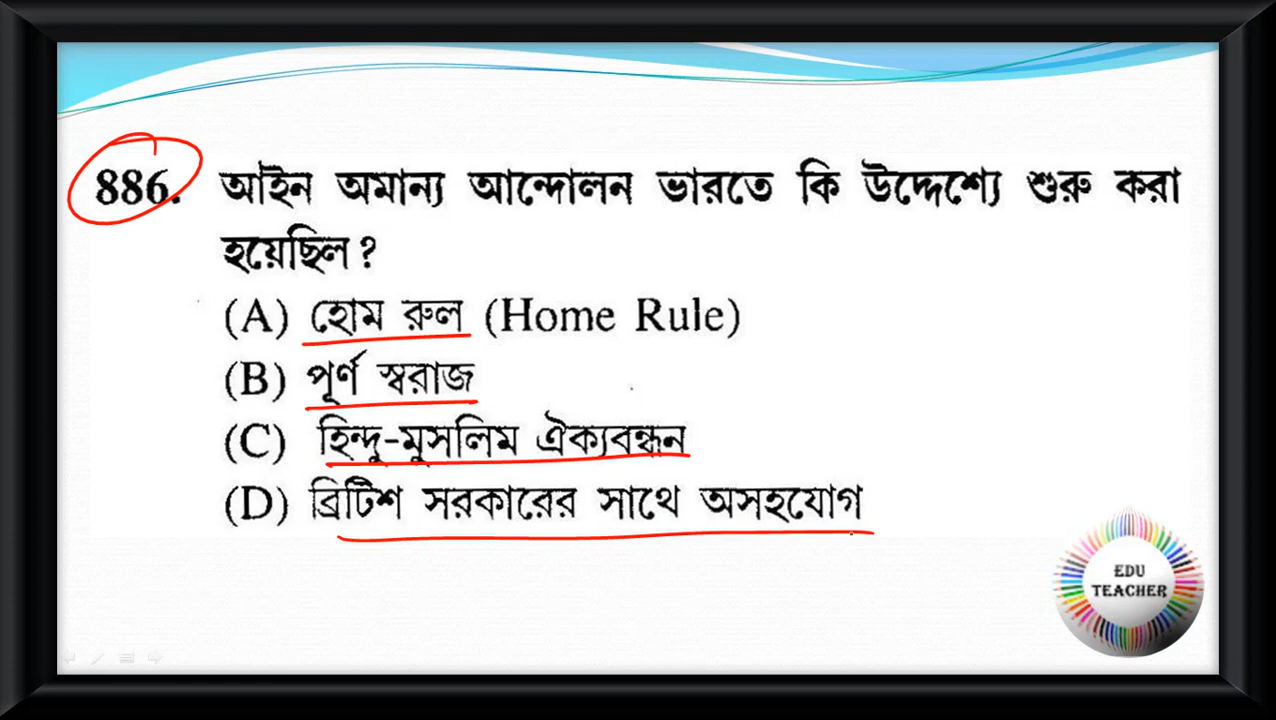 886. আইন অমান্য আন্দোলন ভারতে কি উদ্দেশ্যে শুরু করা
হয়েছিল?
(A) হোম রুল (Home Rule)
(B) পূর্ণ স্বরাজ
(C) হিন্দু-মুসলিম ঐক্যবন্ধন
(D) ব্রিটিশ সরকারের সাথে অসহযোগ
EDU
TEACHER